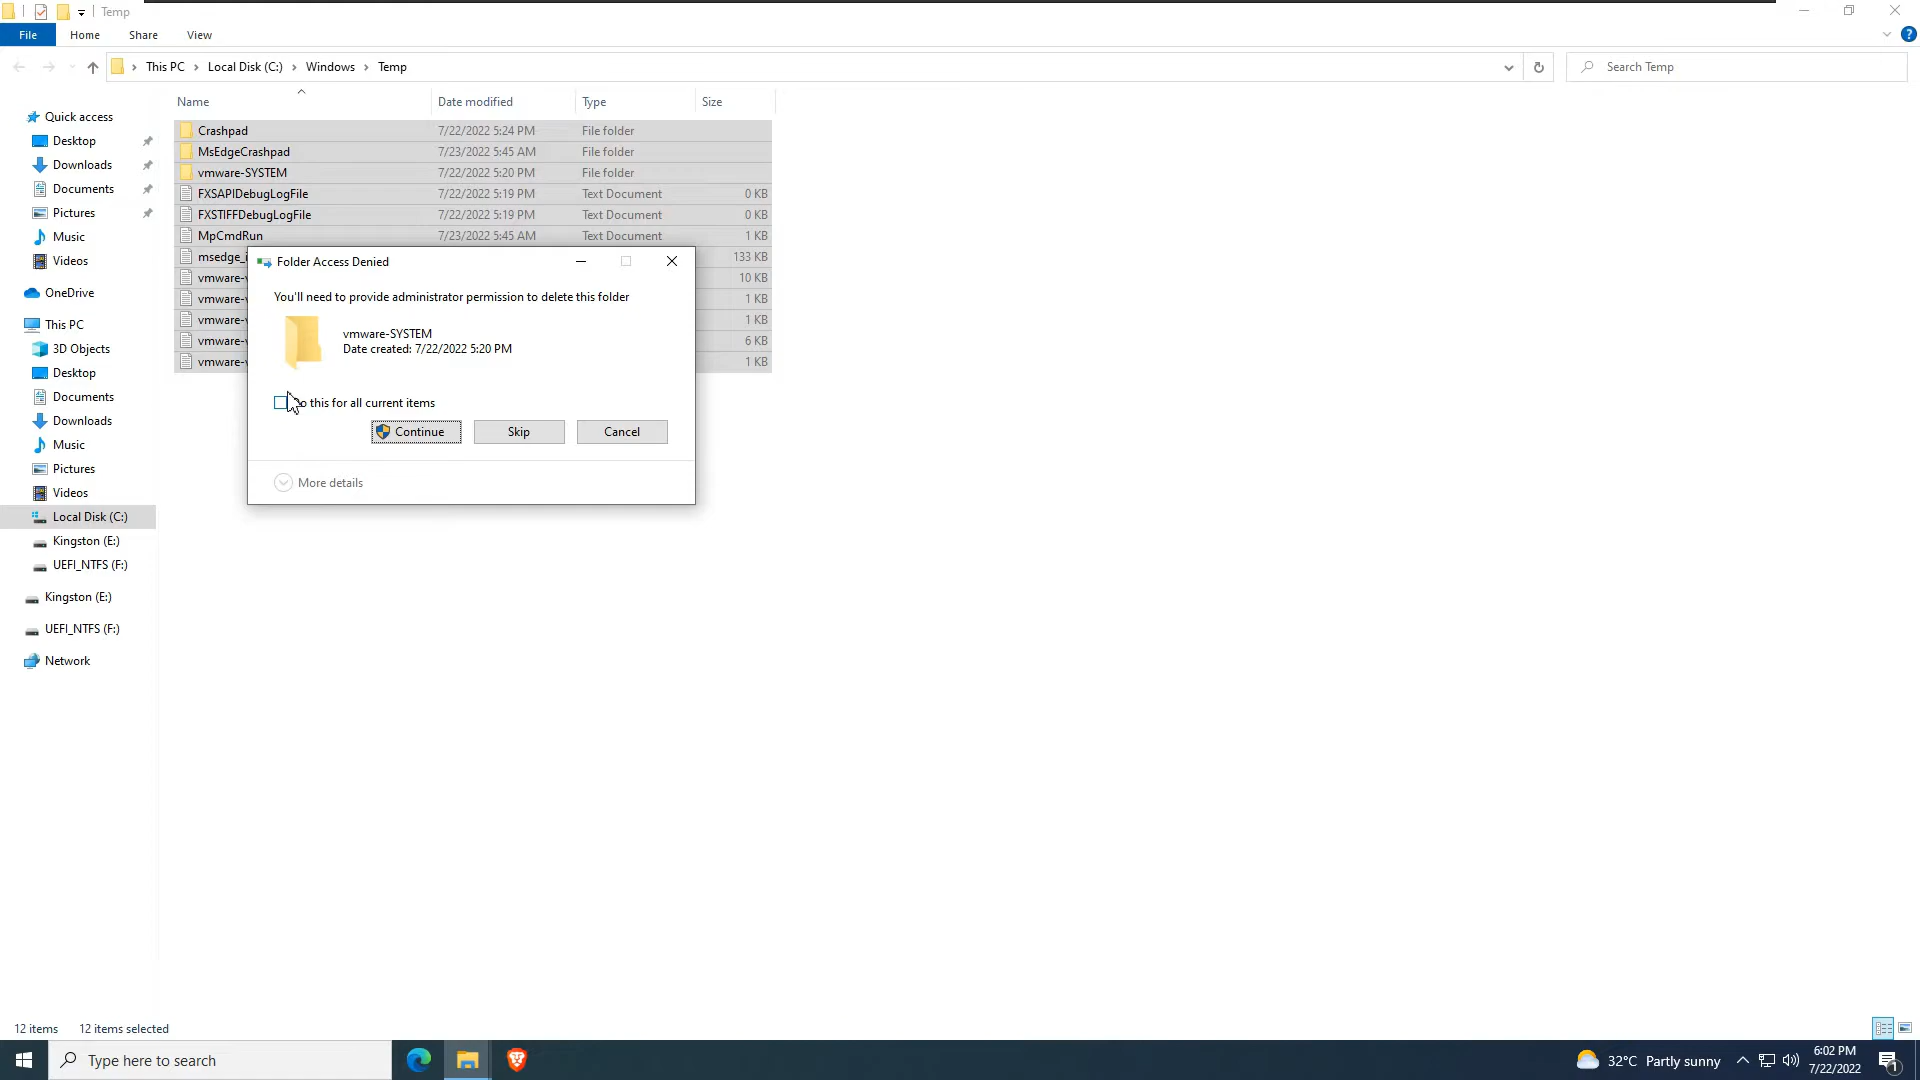 Temp
File Home Share View
This PC Local Disk (C:) Windows Temp
Search Temp
Name Date modified Type Size
Quick access
Desktop
Downloads
Documents
Pictures
Music
Videos
OneDrive
This PC
3D Objects
Desktop
Documents
Downloads
Music
Pictures
Videos
Local Disk (C:)
Kingston (E:)
UEFI_NTFS (F:)
Kingston (E:)
UEFI_NTFS (F:)
Network
Crashpad 7/22/2022 5:24 PM File folder
MsEdgeCrashpad 7/23/2022 5:45 AM File folder
vmware-SYSTEM 7/22/2022 5:20 PM File folder
FXSAPIDebugLogFile 7/22/2022 5:19 PM Text Document 0 KB
FXSTIFFDebugLogFile 7/22/2022 5:19 PM Text Document 0 KB
MpCmdRun 7/23/2022 5:45 AM Text Document 1 KB
msedge_i 133 KB
vmware-v 10 KB
vmware-v 1 KB
vmware-v 1 KB
vmware-v 6 KB
vmware-v 1 KB
Folder Access Denied
You'll need to provide administrator permission to delete this folder
vmware-SYSTEM
Date created: 7/22/2022 5:20 PM
this for all current items
Continue Skip Cancel
More details
12 items 12 items selected
Type here to search
32°C Partly sunny
6:02 PM
7/22/2022
1